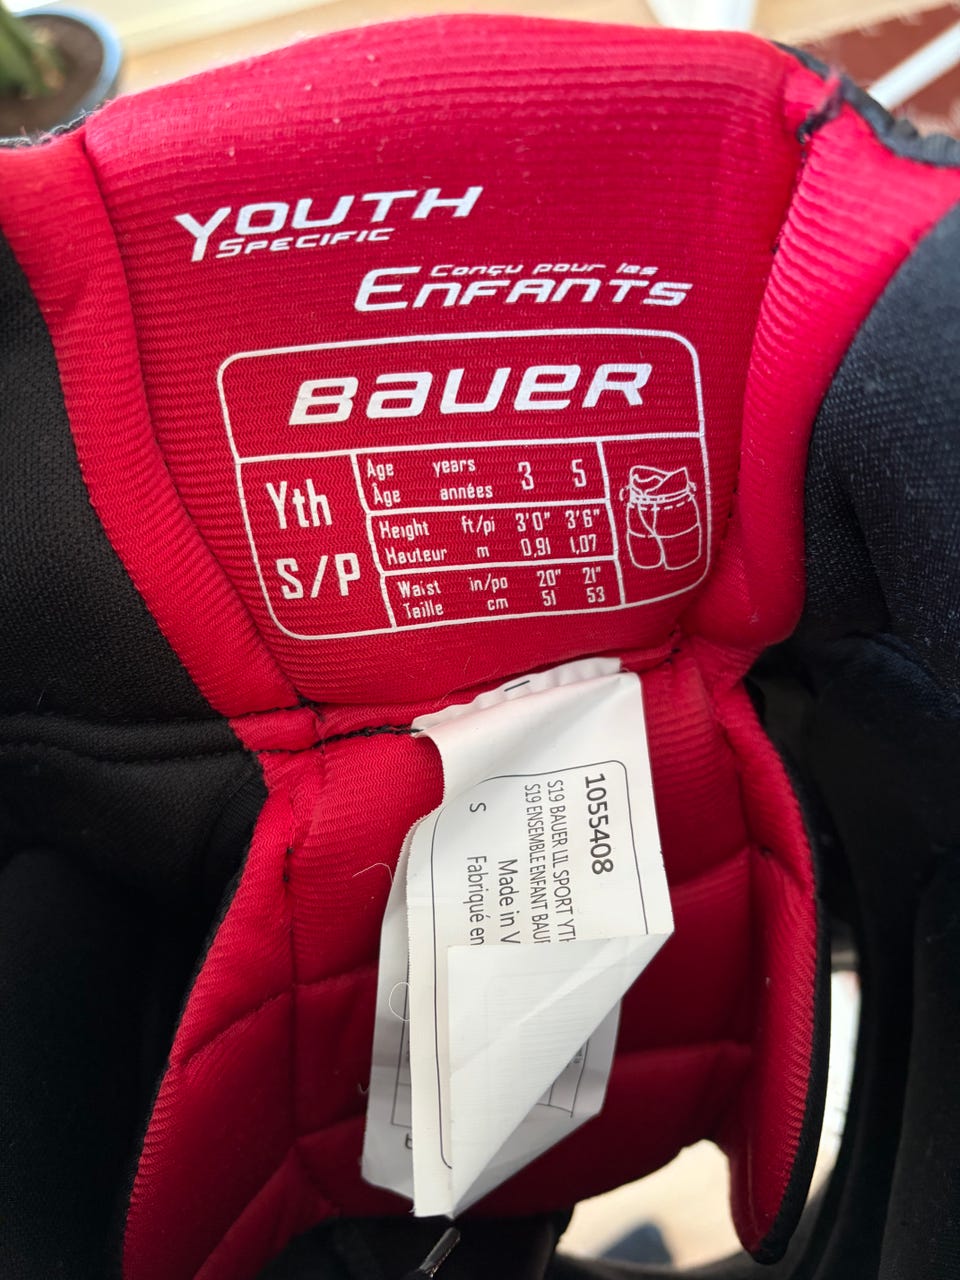 YOUTH
SPECIFIC
Conçu pour les
ENFANTS
BAUER
Yth
S/P
Age years 3 5
Âge années
Height ft/pi 3'0" 3'6"
Hauteur m 0,91 1,07
Waist in/po 20" 21"
Taille cm 51 53
1055408
S19 BAUER LIL SPORT YTH
S19 ENSEMBLE ENFANT BAU
Made in V
Fabriqué en
S